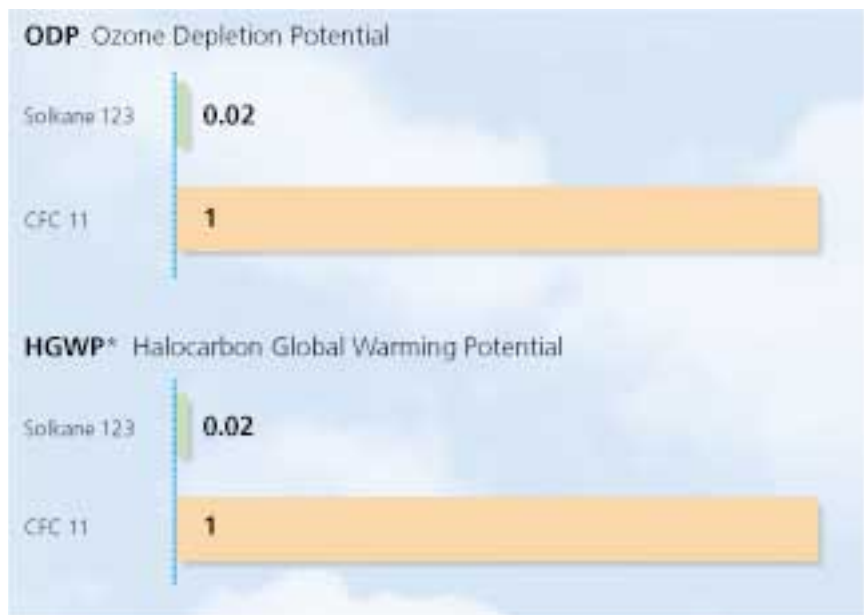 ODP Ozone Depletion Potential
Solkane 123 0.02
CFC 11 1
HGWP* Halocarbon Global Warming Potential
Solkane 123 0.02
CFC 11 1